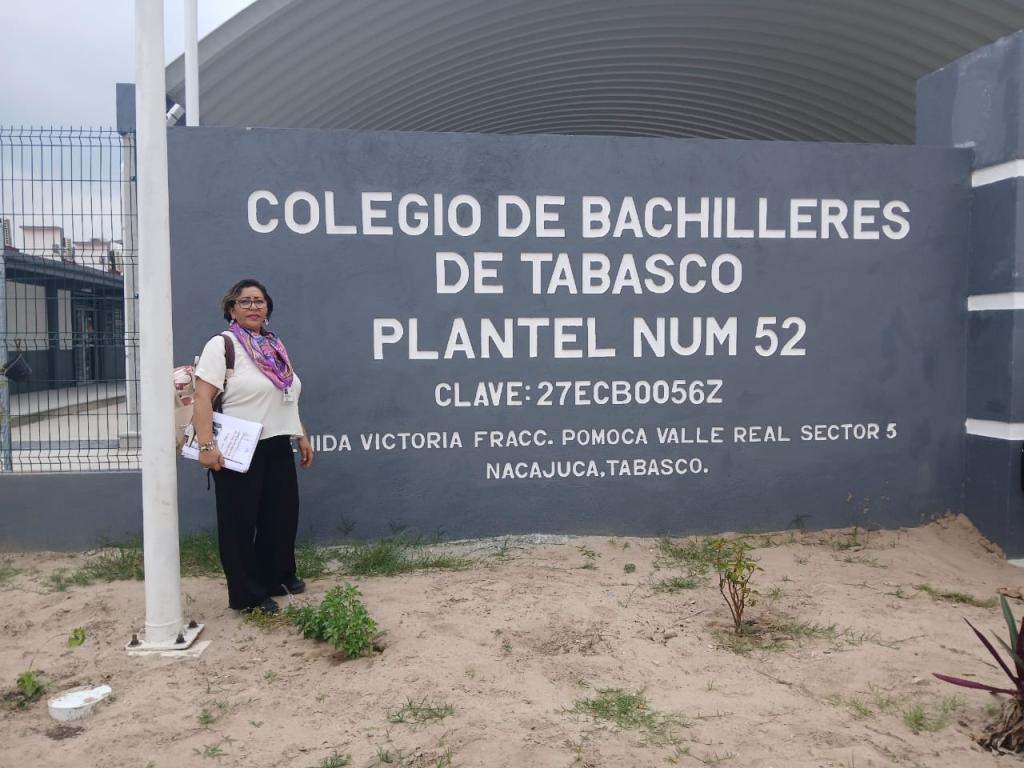 COLEGIO DE BACHILLERES
DE TABASCO
PLANTEL NUM 52
CLAVE: 27ECB0056Z
VICTORIA FRACC. POMOCA VALLE REAL SECTOR 5
NACAJUCA, TABASCO.